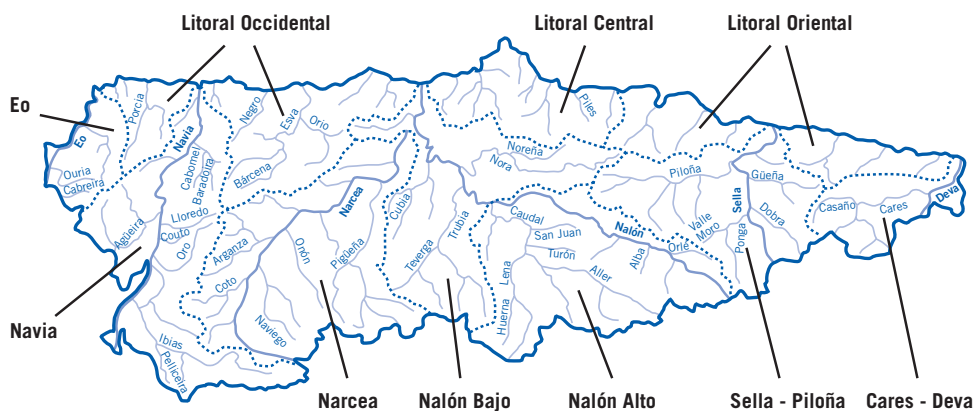 Litoral Occidental
Litoral Central
Litoral Oriental
Eo
Eo
Porcia
Navia
Negro
Esva
Orio
Piles
Ouria
Cabreira
Cabornel
Baradoira
Bárcena
Narcea
Noreña
Nora
Piloña
Sella
Güeña
Deva
Agüeira
Lloredo
Couto
Oro
Arganza
Coto
Onón
Pigüeña
Cubia
Trubia
Teverga
Caudal
San Juan
Turón
Nalón
Aller
Alba
Orlé
Valle
Moro
Ponga
Dobra
Casaño
Cares
Huerna
Lena
Naviego
Ibias
Pelliceira
Navia
Narcea
Nalón Bajo
Nalón Alto
Sella - Piloña
Cares - Deva